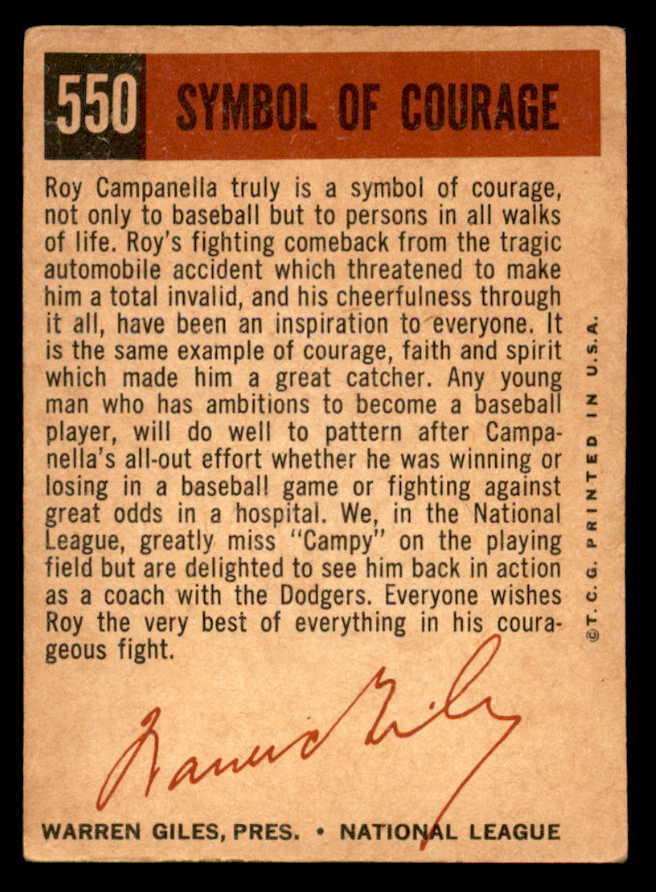 550 SYMBOL OF COURAGE
Roy Campanella truly is a symbol of courage,
not only to baseball but to persons in all walks
of life. Roy's fighting comeback from the tragic
automobile accident which threatened to make
him a total invalid, and his cheerfulness through
it all, have been an inspiration to everyone. It
is the same example of courage, faith and spirit
which made him a great catcher. Any young
man who has ambitions to become a baseball
player, will do well to pattern after Campa-
nella's all-out effort whether he was winning or
losing in a baseball game or fighting against
great odds in a hospital. We, in the National
League, greatly miss "Campy" on the playing
field but are delighted to see him back in action
as a coach with the Dodgers. Everyone wishes
Roy the very best of everything in his coura-
geous fight.
Warren Giles
WARREN GILES, PRES. • NATIONAL LEAGUE
©T. C. G. PRINTED IN U.S.A.